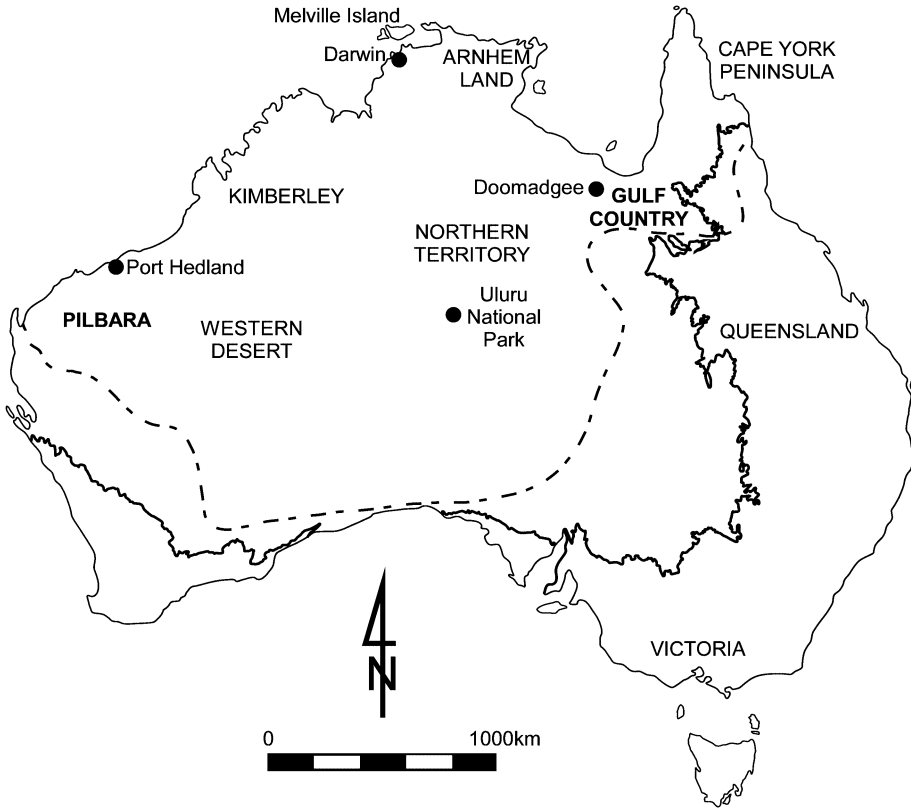 Melville Island
Darwin
ARNHEM
LAND
CAPE YORK
PENINSULA
KIMBERLEY
Doomadgee
GULF
COUNTRY
NORTHERN
TERRITORY
Port Hedland
PILBARA
WESTERN
DESERT
Uluru
National
Park
QUEENSLAND
VICTORIA
N
0 1000km